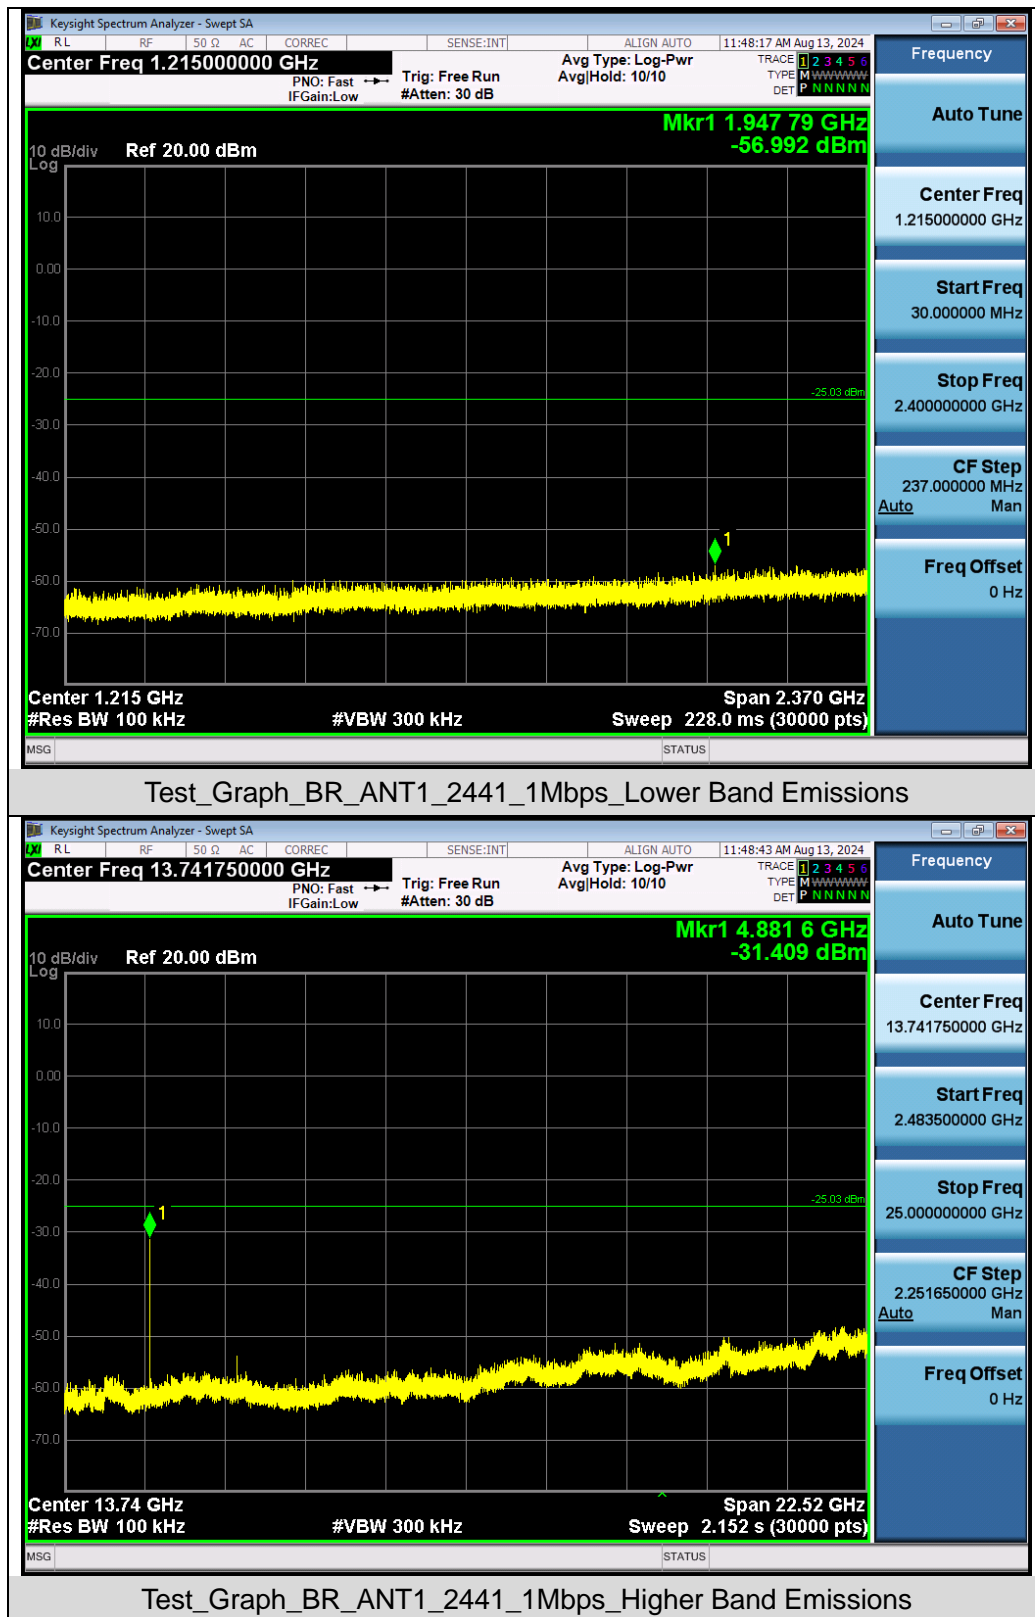 Keysight Spectrum Analyzer - Swept SA
LXI RL RF 50 Ω AC CORREC SENSE:INT ALIGN AUTO 11:48:17 AM Aug 13, 2024
Center Freq 1.215000000 GHz
PNO: Fast
IFGain:Low
Trig: Free Run
#Atten: 30 dB
Avg Type: Log-Pwr
Avg|Hold: 10/10
TRACE 1 2 3 4 5 6
TYPE M WWWWW
DET P N N N N N
Frequency
Auto Tune
Center Freq
1.215000000 GHz
Start Freq
30.000000 MHz
Stop Freq
2.400000000 GHz
CF Step
237.000000 MHz
Auto Man
Freq Offset
0 Hz
Mkr1 1.947 79 GHz
-56.992 dBm
10 dB/div Ref 20.00 dBm
Log
10.0
0.00
-10.0
-20.0
-25.03 dBm
-30.0
-40.0
-50.0
1
-60.0
-70.0
Center 1.215 GHz Span 2.370 GHz
#Res BW 100 kHz #VBW 300 kHz Sweep 228.0 ms (30000 pts)
MSG STATUS
Test_Graph_BR_ANT1_2441_1Mbps_Lower Band Emissions
Keysight Spectrum Analyzer - Swept SA
LXI RL RF 50 Ω AC CORREC SENSE:INT ALIGN AUTO 11:48:43 AM Aug 13, 2024
Center Freq 13.741750000 GHz
PNO: Fast
IFGain:Low
Trig: Free Run
#Atten: 30 dB
Avg Type: Log-Pwr
Avg|Hold: 10/10
TRACE 1 2 3 4 5 6
TYPE M WWWWW
DET P N N N N N
Frequency
Auto Tune
Center Freq
13.741750000 GHz
Start Freq
2.483500000 GHz
Stop Freq
25.000000000 GHz
CF Step
2.251650000 GHz
Auto Man
Freq Offset
0 Hz
Mkr1 4.881 6 GHz
-31.409 dBm
10 dB/div Ref 20.00 dBm
Log
10.0
0.00
-10.0
-20.0
-25.03 dBm
1
-30.0
-40.0
-50.0
-60.0
-70.0
Center 13.74 GHz Span 22.52 GHz
#Res BW 100 kHz #VBW 300 kHz Sweep 2.152 s (30000 pts)
MSG STATUS
Test_Graph_BR_ANT1_2441_1Mbps_Higher Band Emissions